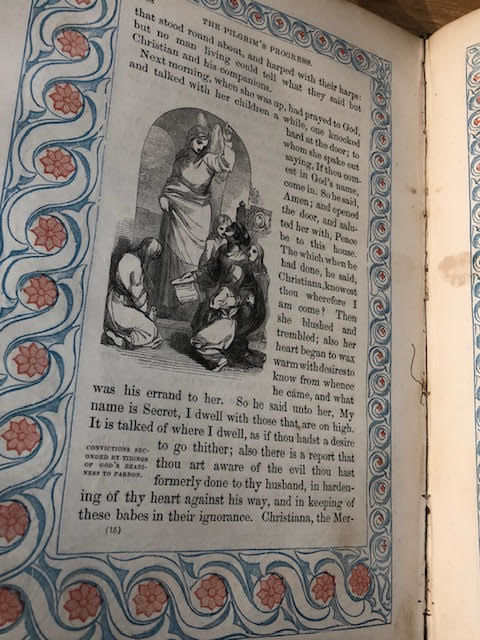 THE PILGRIM'S PROGRESS.
that stood round about, and harped with their harps:
but no man living could tell what they said but
Christian and his companions.
Next morning, when she was up, had prayed to God,
and talked with her children a while, one knocked
hard at the door; to
whom she spake out
saying, If thou com-
est in God's name,
come in. So he said,
Amen; and opened
the door, and salu-
ted her with, Peace
be to this house.
The which when he
had done, he said,
Christiana, knowest
thou wherefore I
am come? Then
she blushed and
trembled; also her
heart began to wax
warm with desires to
know from whence
he came, and what
was his errand to her. So he said unto her, My
name is Secret, I dwell with those that are on high.
It is talked of where I dwell, as if thou hadst a desire
to go thither; also there is a report that
thou art aware of the evil thou hast
formerly done to thy husband, in harden-
ing of thy heart against his way, and in keeping of
these babes in their ignorance. Christiana, the Mer-
CONVICTIONS SEC-
ONDED BY TIDINGS
OF GOD'S READI-
NESS TO PARDON.
(15)